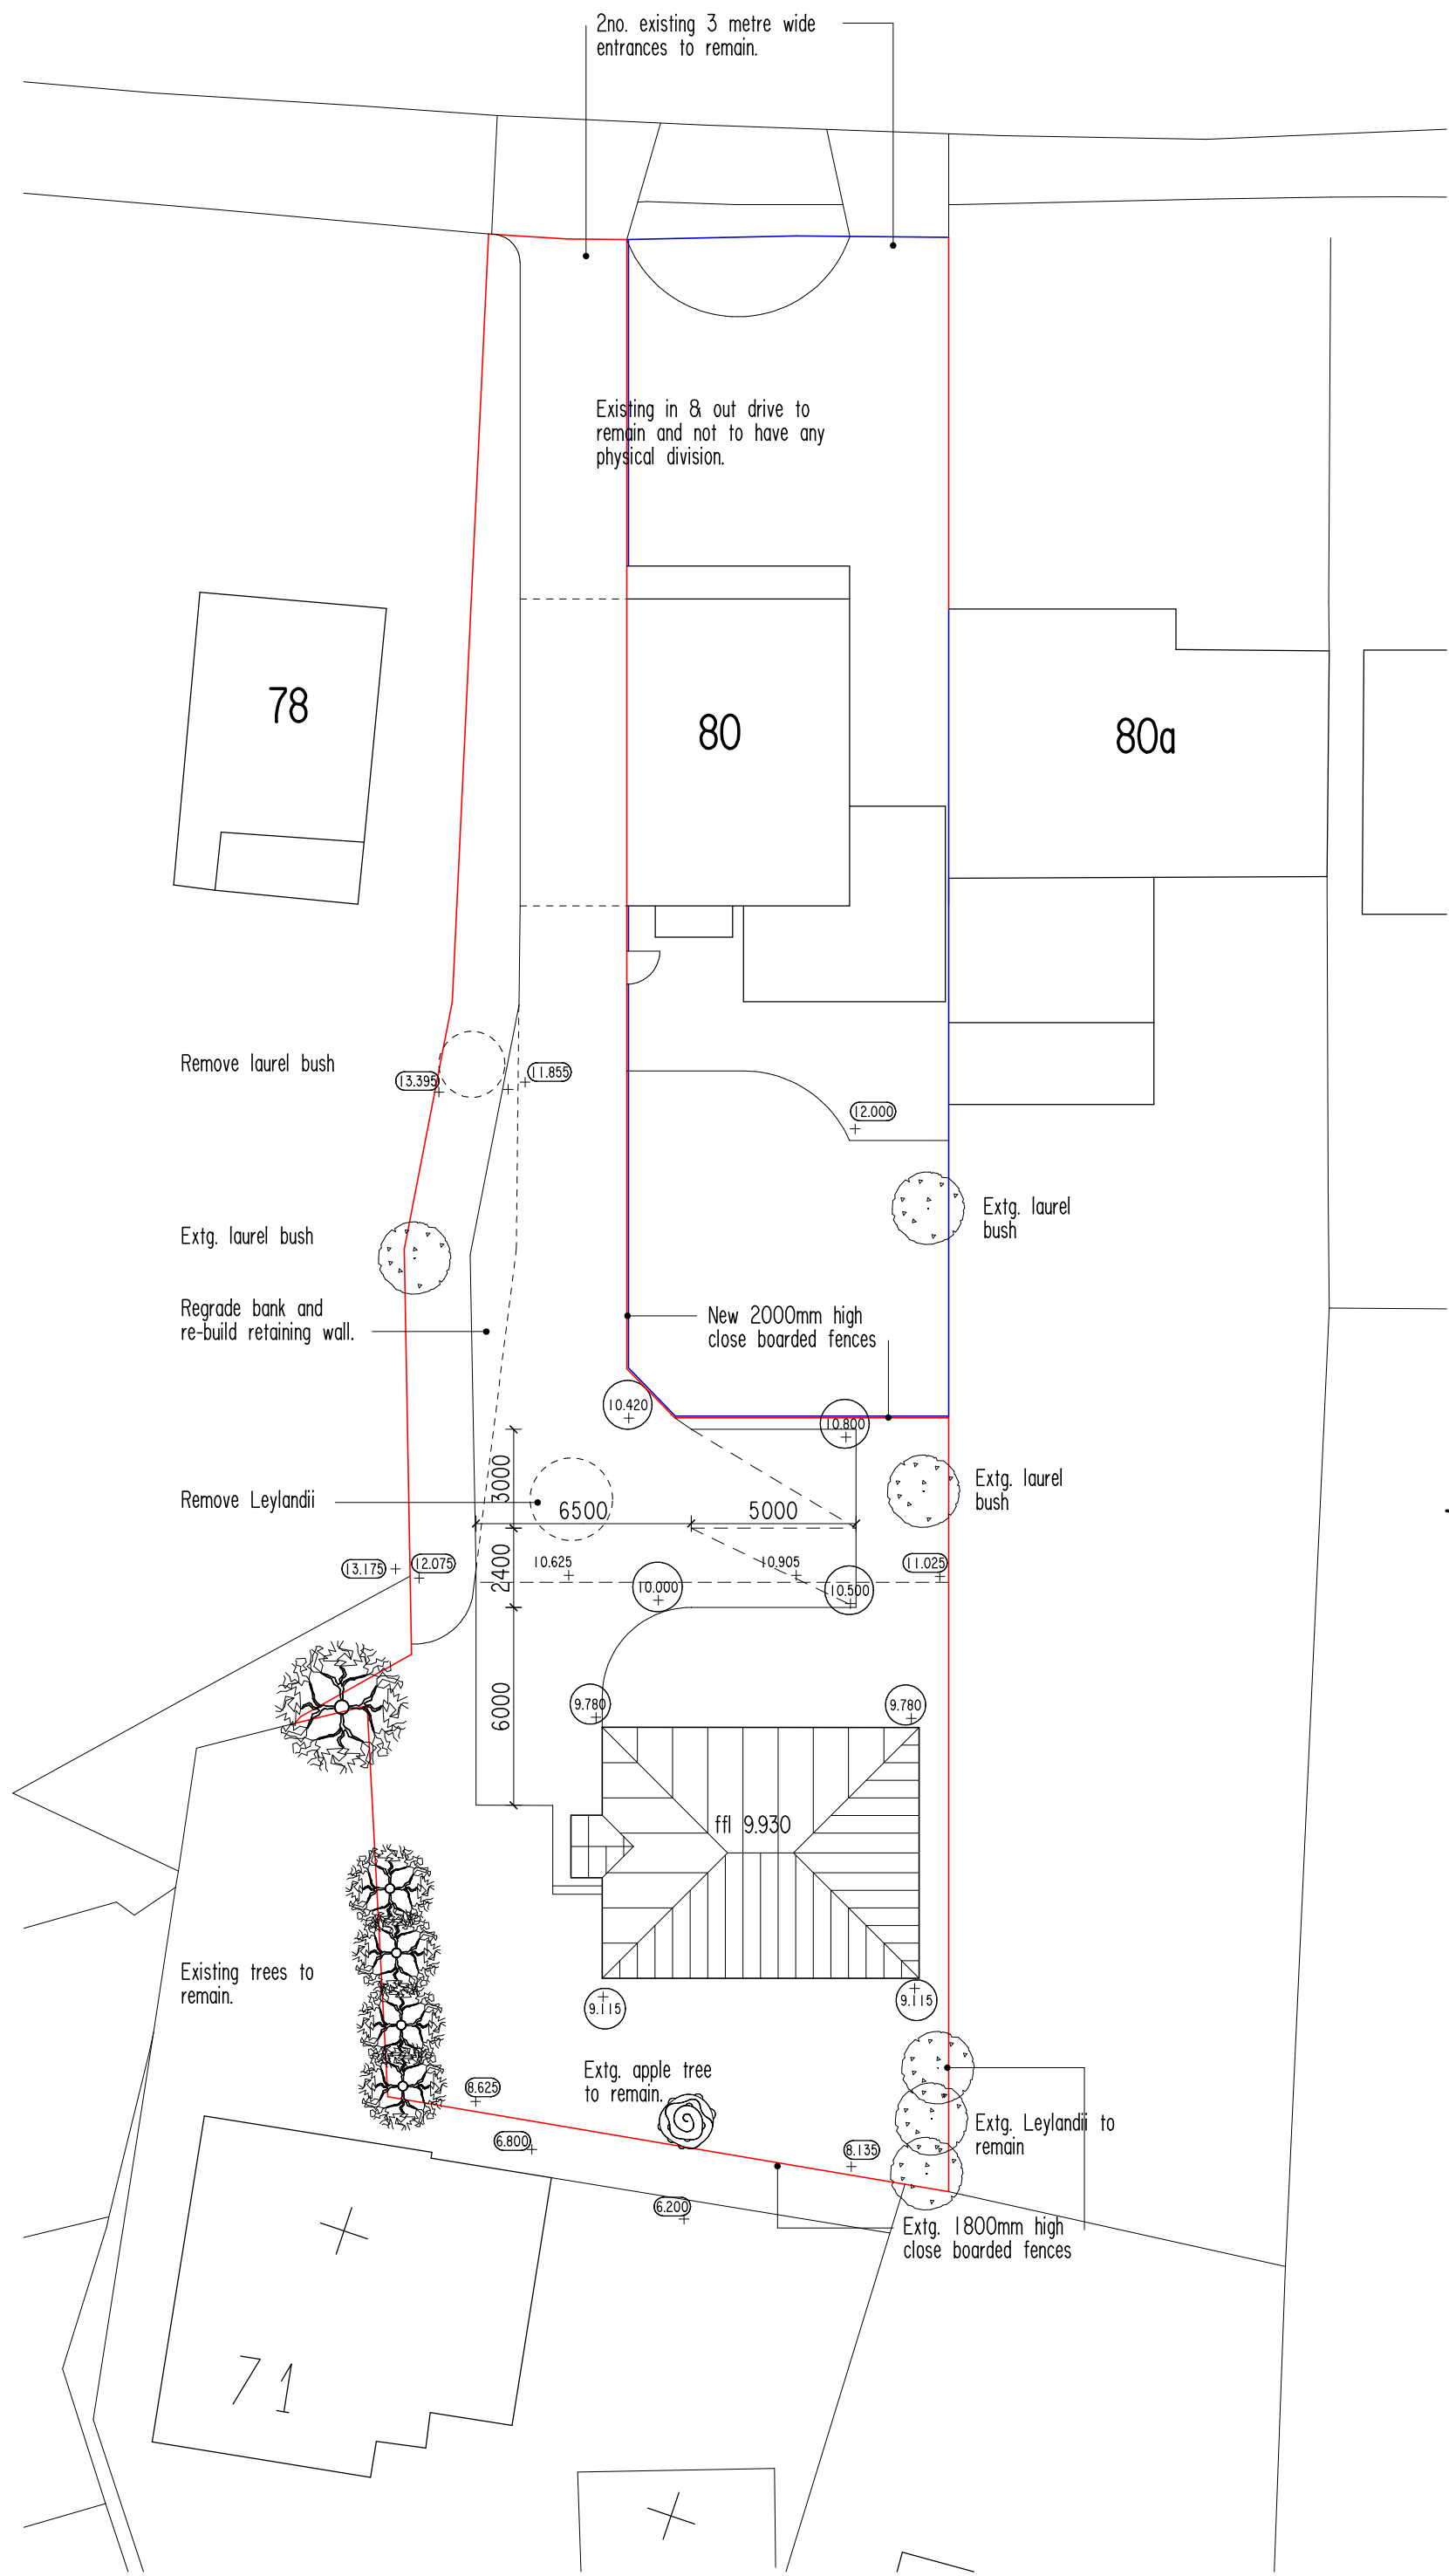 2no. existing 3 metre wide
entrances to remain.
Existing in & out drive to
remain and not to have any
physical division.
78
80
80a
Remove laurel bush
13.395
11.855
12.000
Extg. laurel
bush
Extg. laurel bush
Regrade bank and
re-build retaining wall.
New 2000mm high
close boarded fences
10.420
10.800
3000
Extg. laurel
bush
Remove Leylandii
6500
5000
2400
13.175
12.075
10.625
10.905
11.025
10.000
10.500
6000
9.780
9.780
ffl 9.930
Existing trees to
remain.
9.115
9.115
Extg. apple tree
to remain.
8.625
6.800
8.135
6.200
Extg. Leylandii to
remain
Extg. 1800mm high
close boarded fences
71